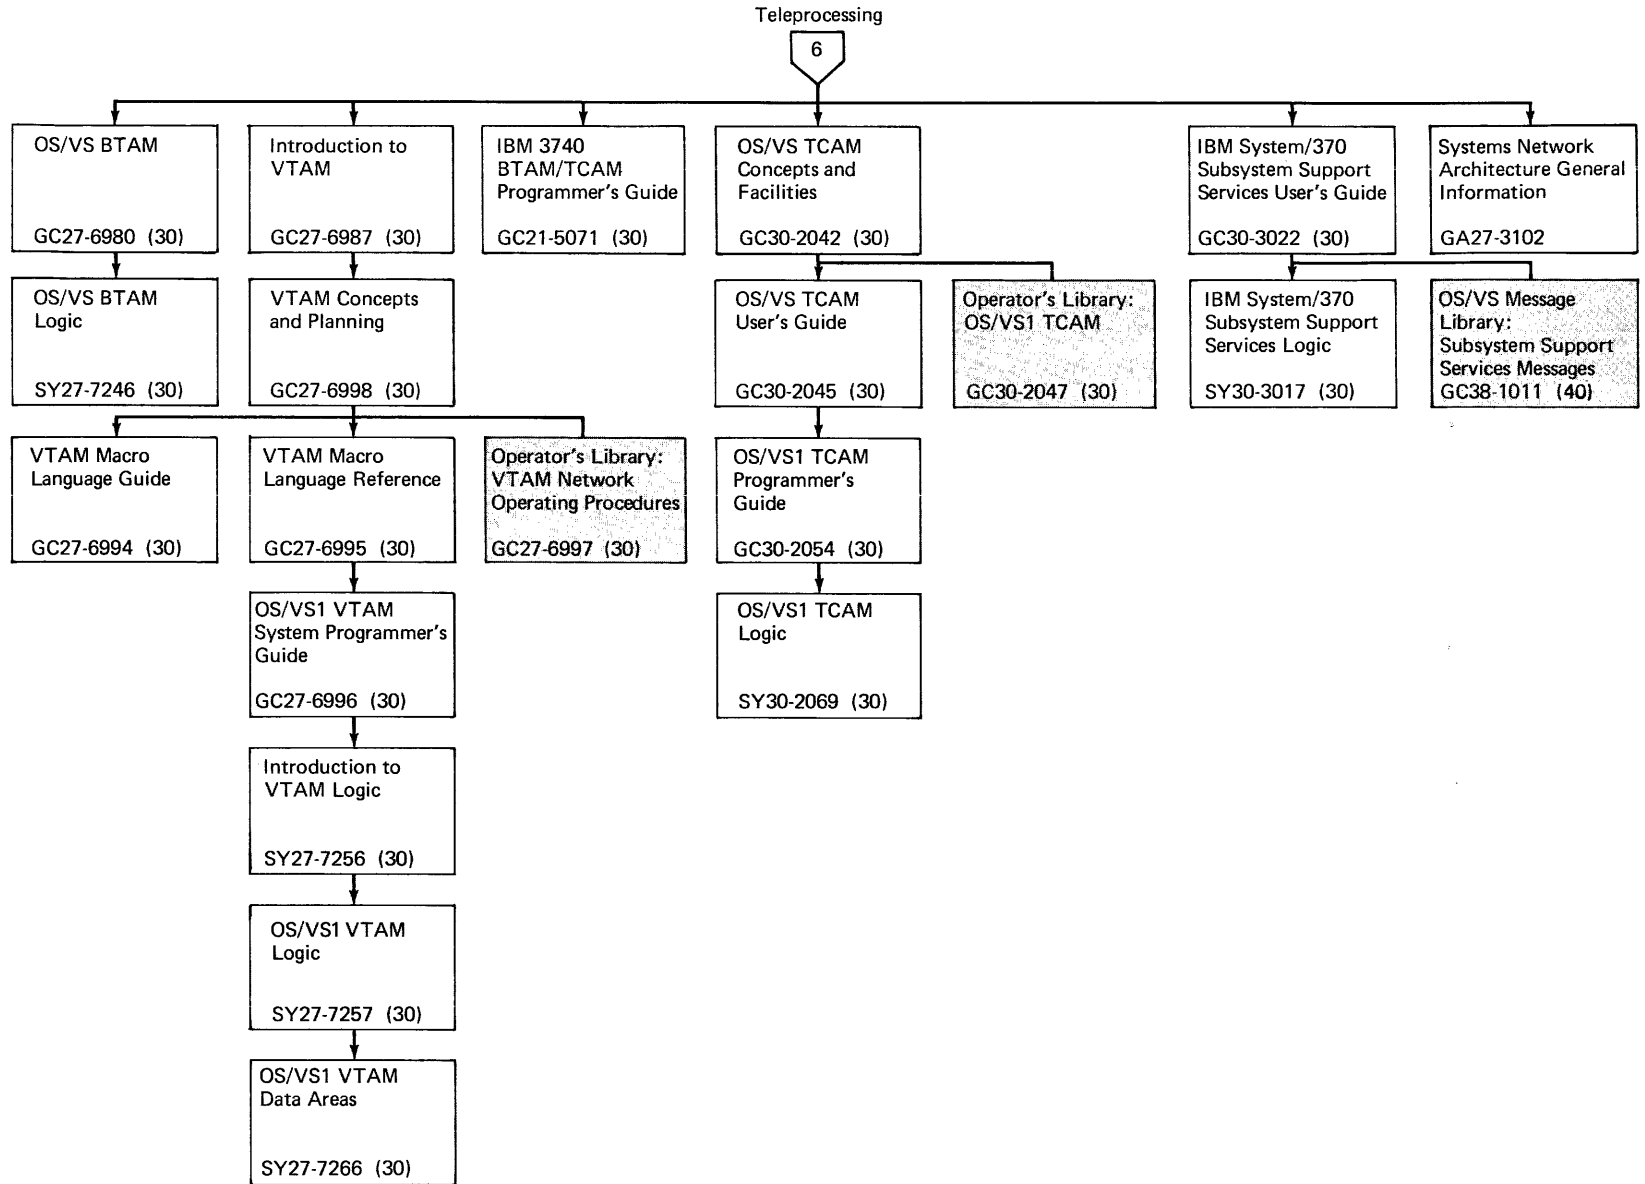 Teleprocessing
6
OS/VS BTAM
GC27-6980 (30)
Introduction to
VTAM
GC27-6987 (30)
IBM 3740
BTAM/TCAM
Programmer's Guide
GC21-5071 (30)
OS/VS TCAM
Concepts and
Facilities
GC30-2042 (30)
IBM System/370
Subsystem Support
Services User's Guide
GC30-3022 (30)
Systems Network
Architecture General
Information
GA27-3102
OS/VS BTAM
Logic
SY27-7246 (30)
VTAM Concepts
and Planning
GC27-6998 (30)
OS/VS TCAM
User's Guide
GC30-2045 (30)
Operator's Library:
OS/VS1 TCAM
GC30-2047 (30)
IBM System/370
Subsystem Support
Services Logic
SY30-3017 (30)
OS/VS Message
Library:
Subsystem Support
Services Messages
GC38-1011 (40)
VTAM Macro
Language Guide
GC27-6994 (30)
VTAM Macro
Language Reference
GC27-6995 (30)
Operator's Library:
VTAM Network
Operating Procedures
GC27-6997 (30)
OS/VS1 TCAM
Programmer's
Guide
GC30-2054 (30)
OS/VS1 VTAM
System Programmer's
Guide
GC27-6996 (30)
OS/VS1 TCAM
Logic
SY30-2069 (30)
Introduction to
VTAM Logic
SY27-7256 (30)
OS/VS1 VTAM
Logic
SY27-7257 (30)
OS/VS1 VTAM
Data Areas
SY27-7266 (30)